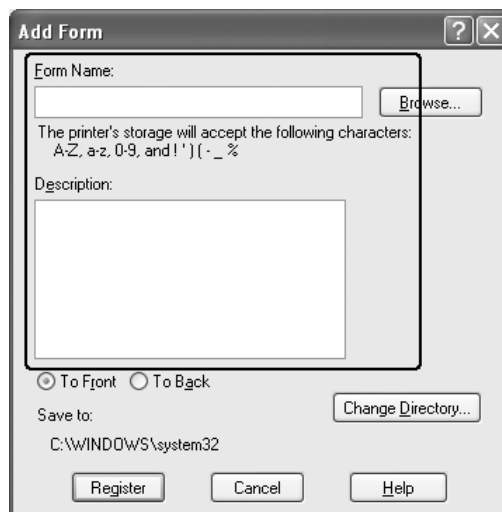 Add Form
Form Name:
Browse...
The printer's storage will accept the following characters:
A-Z, a-z, 0-9, and ! ' ) ( - _ %
Description:
To Front To Back
Change Directory...
Save to:
C:\WINDOWS\system32
Register Cancel Help